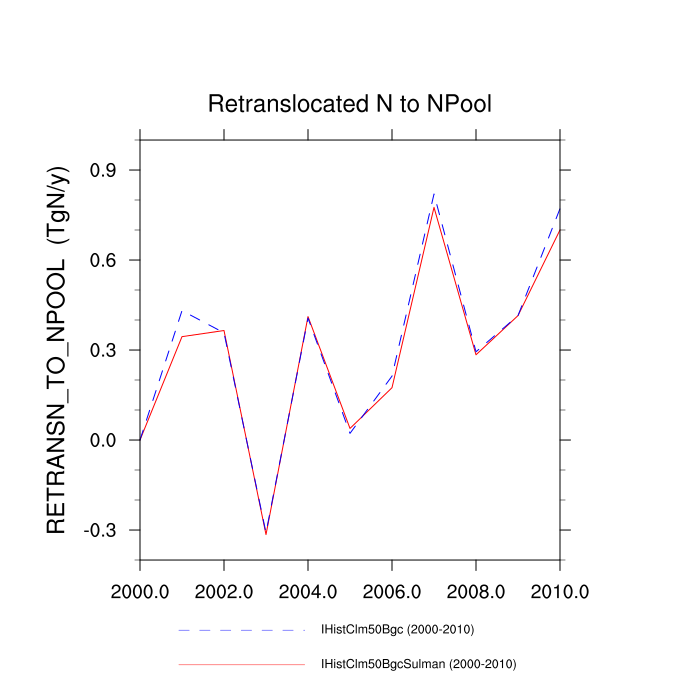 Retranslocated N to NPool
RETRANSN_TO_NPOOL (TgN/y)
0.9
0.6
0.3
0.0
-0.3
2000.0 2002.0 2004.0 2006.0 2008.0 2010.0
IHistClm50Bgc (2000-2010)
IHistClm50BgcSulman (2000-2010)